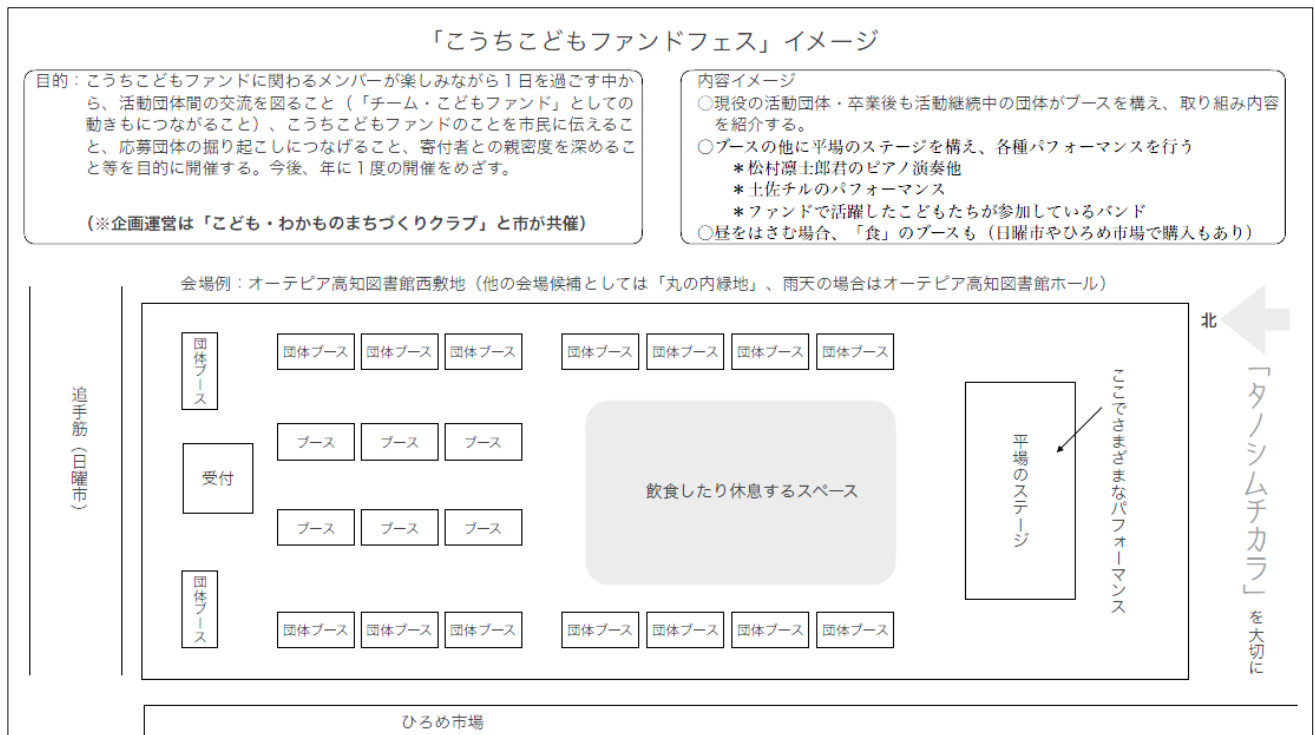 「こうちこどもファンドフェス」イメージ
目的：こうちこどもファンドに関わるメンバーが楽しみながら１日を過ごす中か
ら、活動団体間の交流を図ること（「チーム・こどもファンド」としての
動きもにつながること）、こうちこどもファンドのことを市民に伝えるこ
と、応募団体の掘り起こしにつなげること、寄付者との親密度を深めるこ
と等を目的に開催する。今後、年に１度の開催をめざす。
（※企画運営は「こども・わかものまちづくりクラブ」と市が共催）
内容イメージ
○現役の活動団体・卒業後も活動継続中の団体がブースを構え、取り組み内容
を紹介する。
○ブースの他に平場のステージを構え、各種パフォーマンスを行う
＊松村凛士郎君のピアノ演奏他
＊土佐チルのパフォーマンス
＊ファンドで活躍したこどもたちが参加しているバンド
○昼をはさむ場合、「食」のブースも（日曜市やひろめ市場で購入もあり）
会場例：オーテピア高知図書館西敷地（他の会場候補としては「丸の内緑地」、雨天の場合はオーテピア高知図書館ホール）
北
追手筋（日曜市）
団体ブース
団体ブース 団体ブース 団体ブース 団体ブース 団体ブース 団体ブース 団体ブース
受付
ブース ブース ブース
飲食したり休息するスペース
ブース ブース ブース
団体ブース
団体ブース 団体ブース 団体ブース 団体ブース 団体ブース 団体ブース 団体ブース
平場のステージ
ここでさまざまなパフォーマンス
「タノシムチカラ」を大切に
ひろめ市場